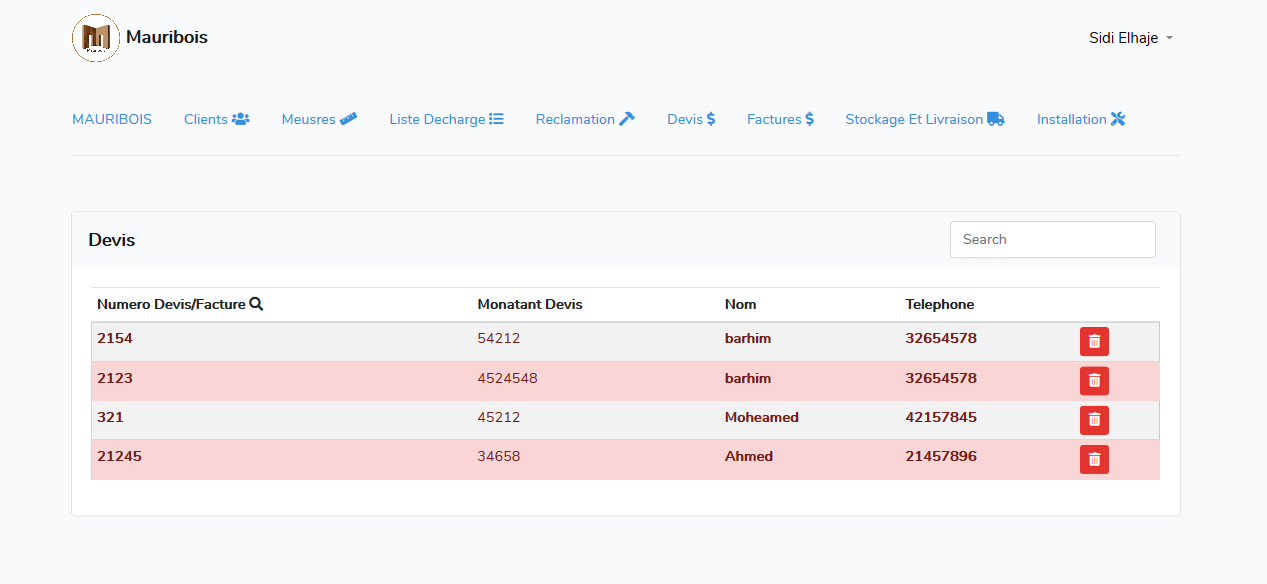 Mauribois
Sidi Elhaje
MAURIBOIS Clients Meusres Liste Decharge Reclamation Devis $ Factures $ Stockage Et Livraison Installation
Devis Search
Numero Devis/Facture Monatant Devis Nom Telephone
2154 54212 barhim 32654578
2123 4524548 barhim 32654578
321 45212 Moheamed 42157845
21245 34658 Ahmed 21457896